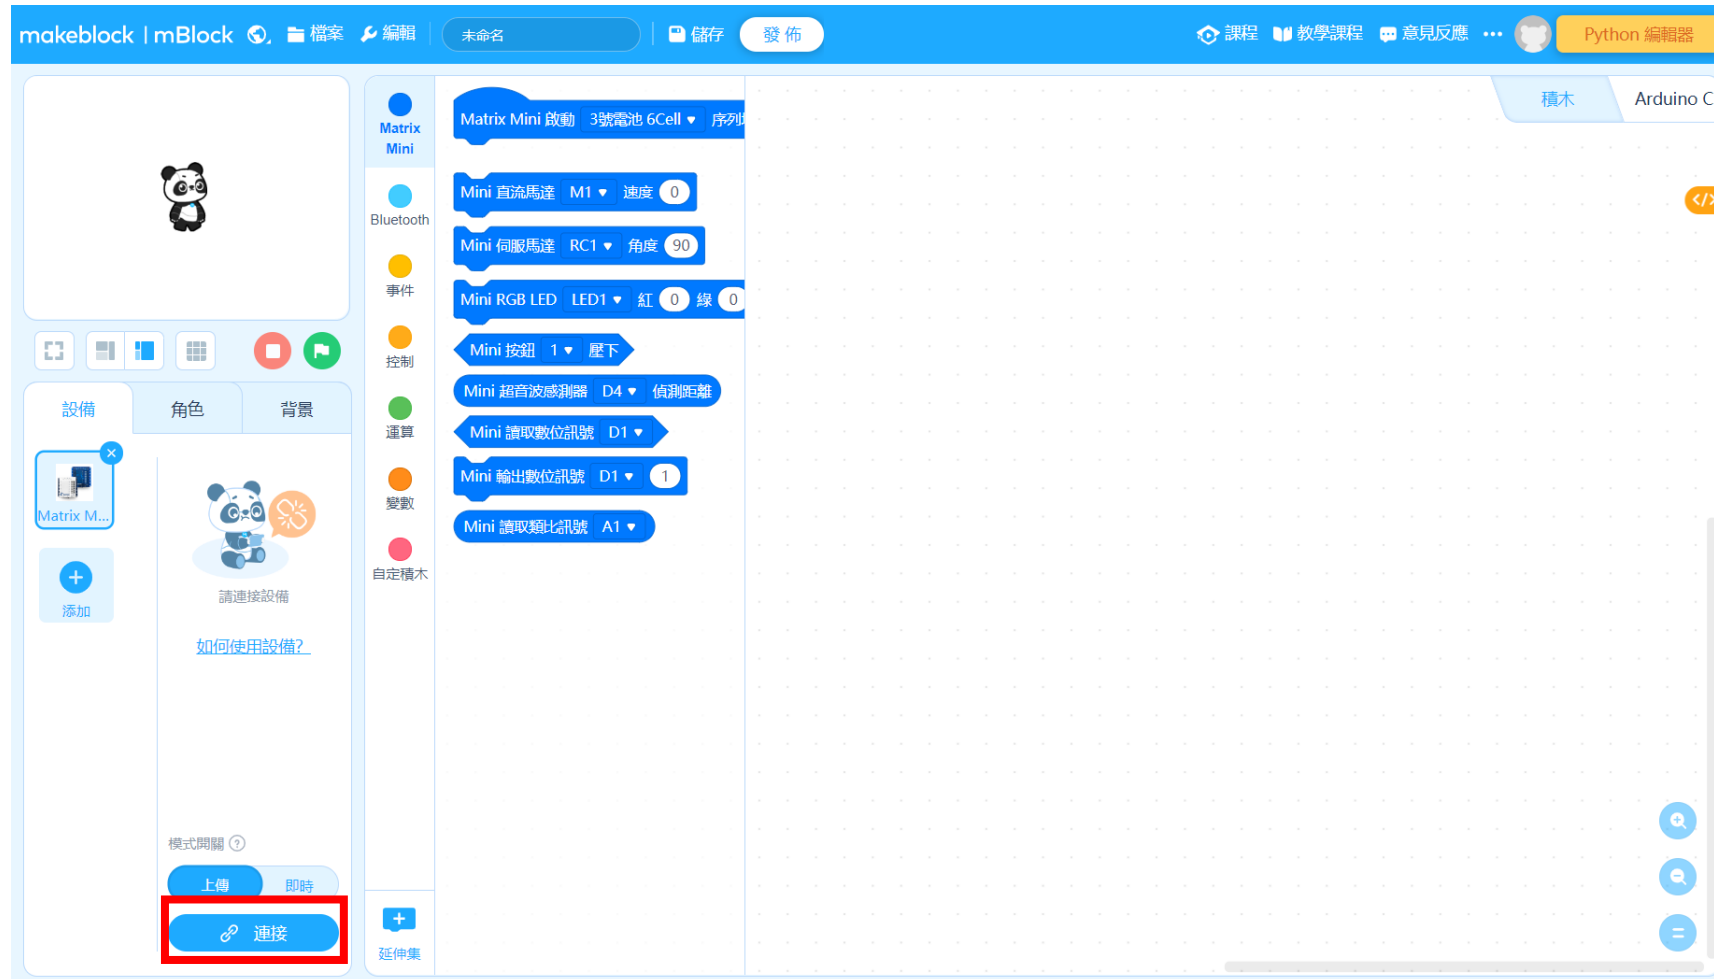 makeblock | mBlock 檔案 編輯 未命名 儲存 發佈 課程 教學課程 意見反應 ••• Python 編輯器
積木 Arduino C
Matrix
Mini
Bluetooth
事件
控制
運算
變數
自定積木
延伸集
Matrix Mini 啟動 3號電池 6Cell 序列
Mini 直流馬達 M1 速度 0
Mini 伺服馬達 RC1 角度 90
Mini RGB LED LED1 紅 0 綠 0
Mini 按鈕 1 壓下
Mini 超音波感測器 D4 偵測距離
Mini 讀取數位訊號 D1
Mini 輸出數位訊號 D1 1
Mini 讀取類比訊號 A1
設備 角色 背景
Matrix M...
添加
請連接設備
如何使用設備?
模式開關 ?
上傳 即時
連接